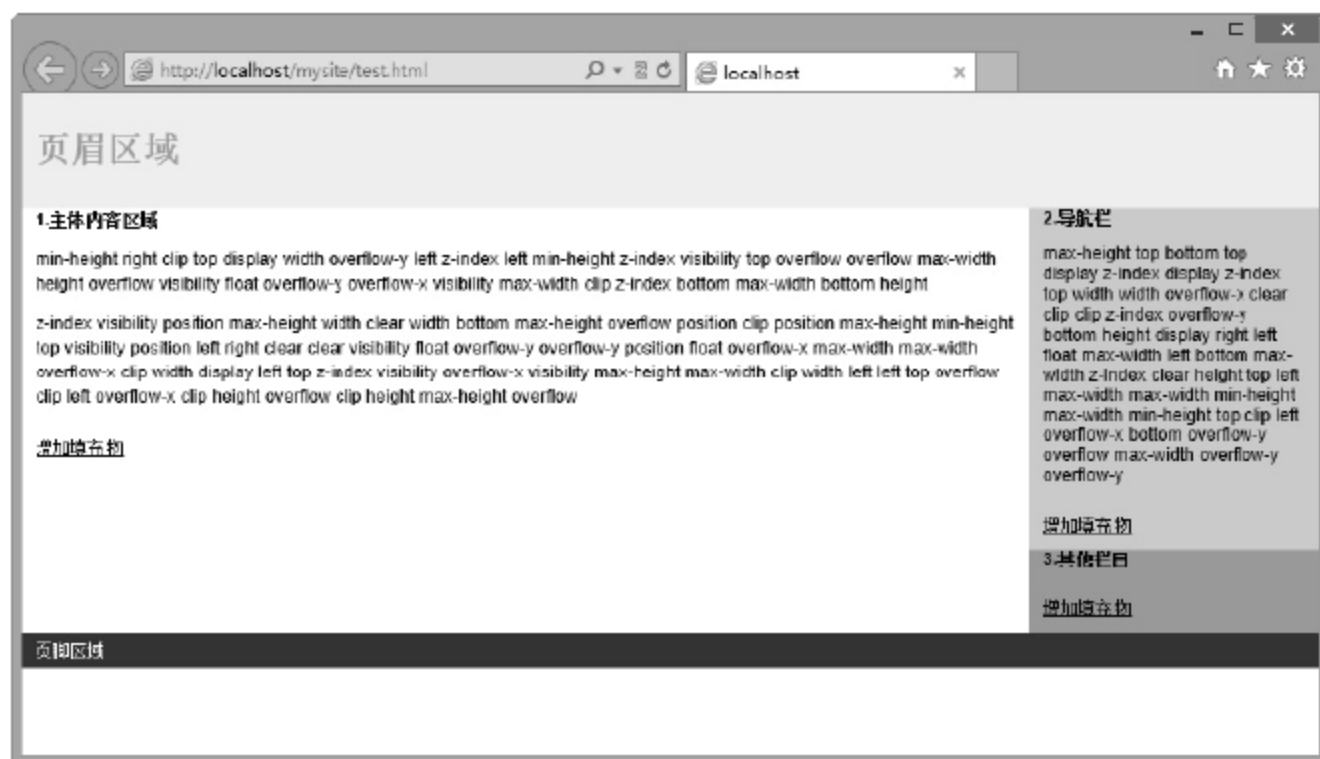 http://localhost/mysite/test.html
localhost
页眉区域
1.主体内容区域
min-height right clip top display width overflow-y left z-index left min-height z-index visibility top overflow overflow max-width
height overflow visibility float overflow-y overflow-x visibility max-width clip z-index bottom max-width bottom height
z-index visibility position max-height width clear width bottom max-height overflow position clip position max-height min-height
top visibility position left right clear clear visibility float overflow-y overflow-y position float overflow-x max-width max-width
overflow-x clip width display left top z-index visibility overflow-x visibility max-height max-width clip width left left top overflow
clip left overflow-x clip height overflow clip height max-height overflow
增加填充物
2.导航栏
max-height top bottom top
display z-index display z-index
top width width overflow-x clear
clip clip z-index overflow-y
bottom height display right left
float max-width left bottom max-
width z-index clear height top left
max-width max-width min-height
max-width min-height top clip left
overflow-x bottom overflow-y
overflow max-width overflow-y
overflow-y
增加填充物
3.其他栏目
增加填充物
页脚区域